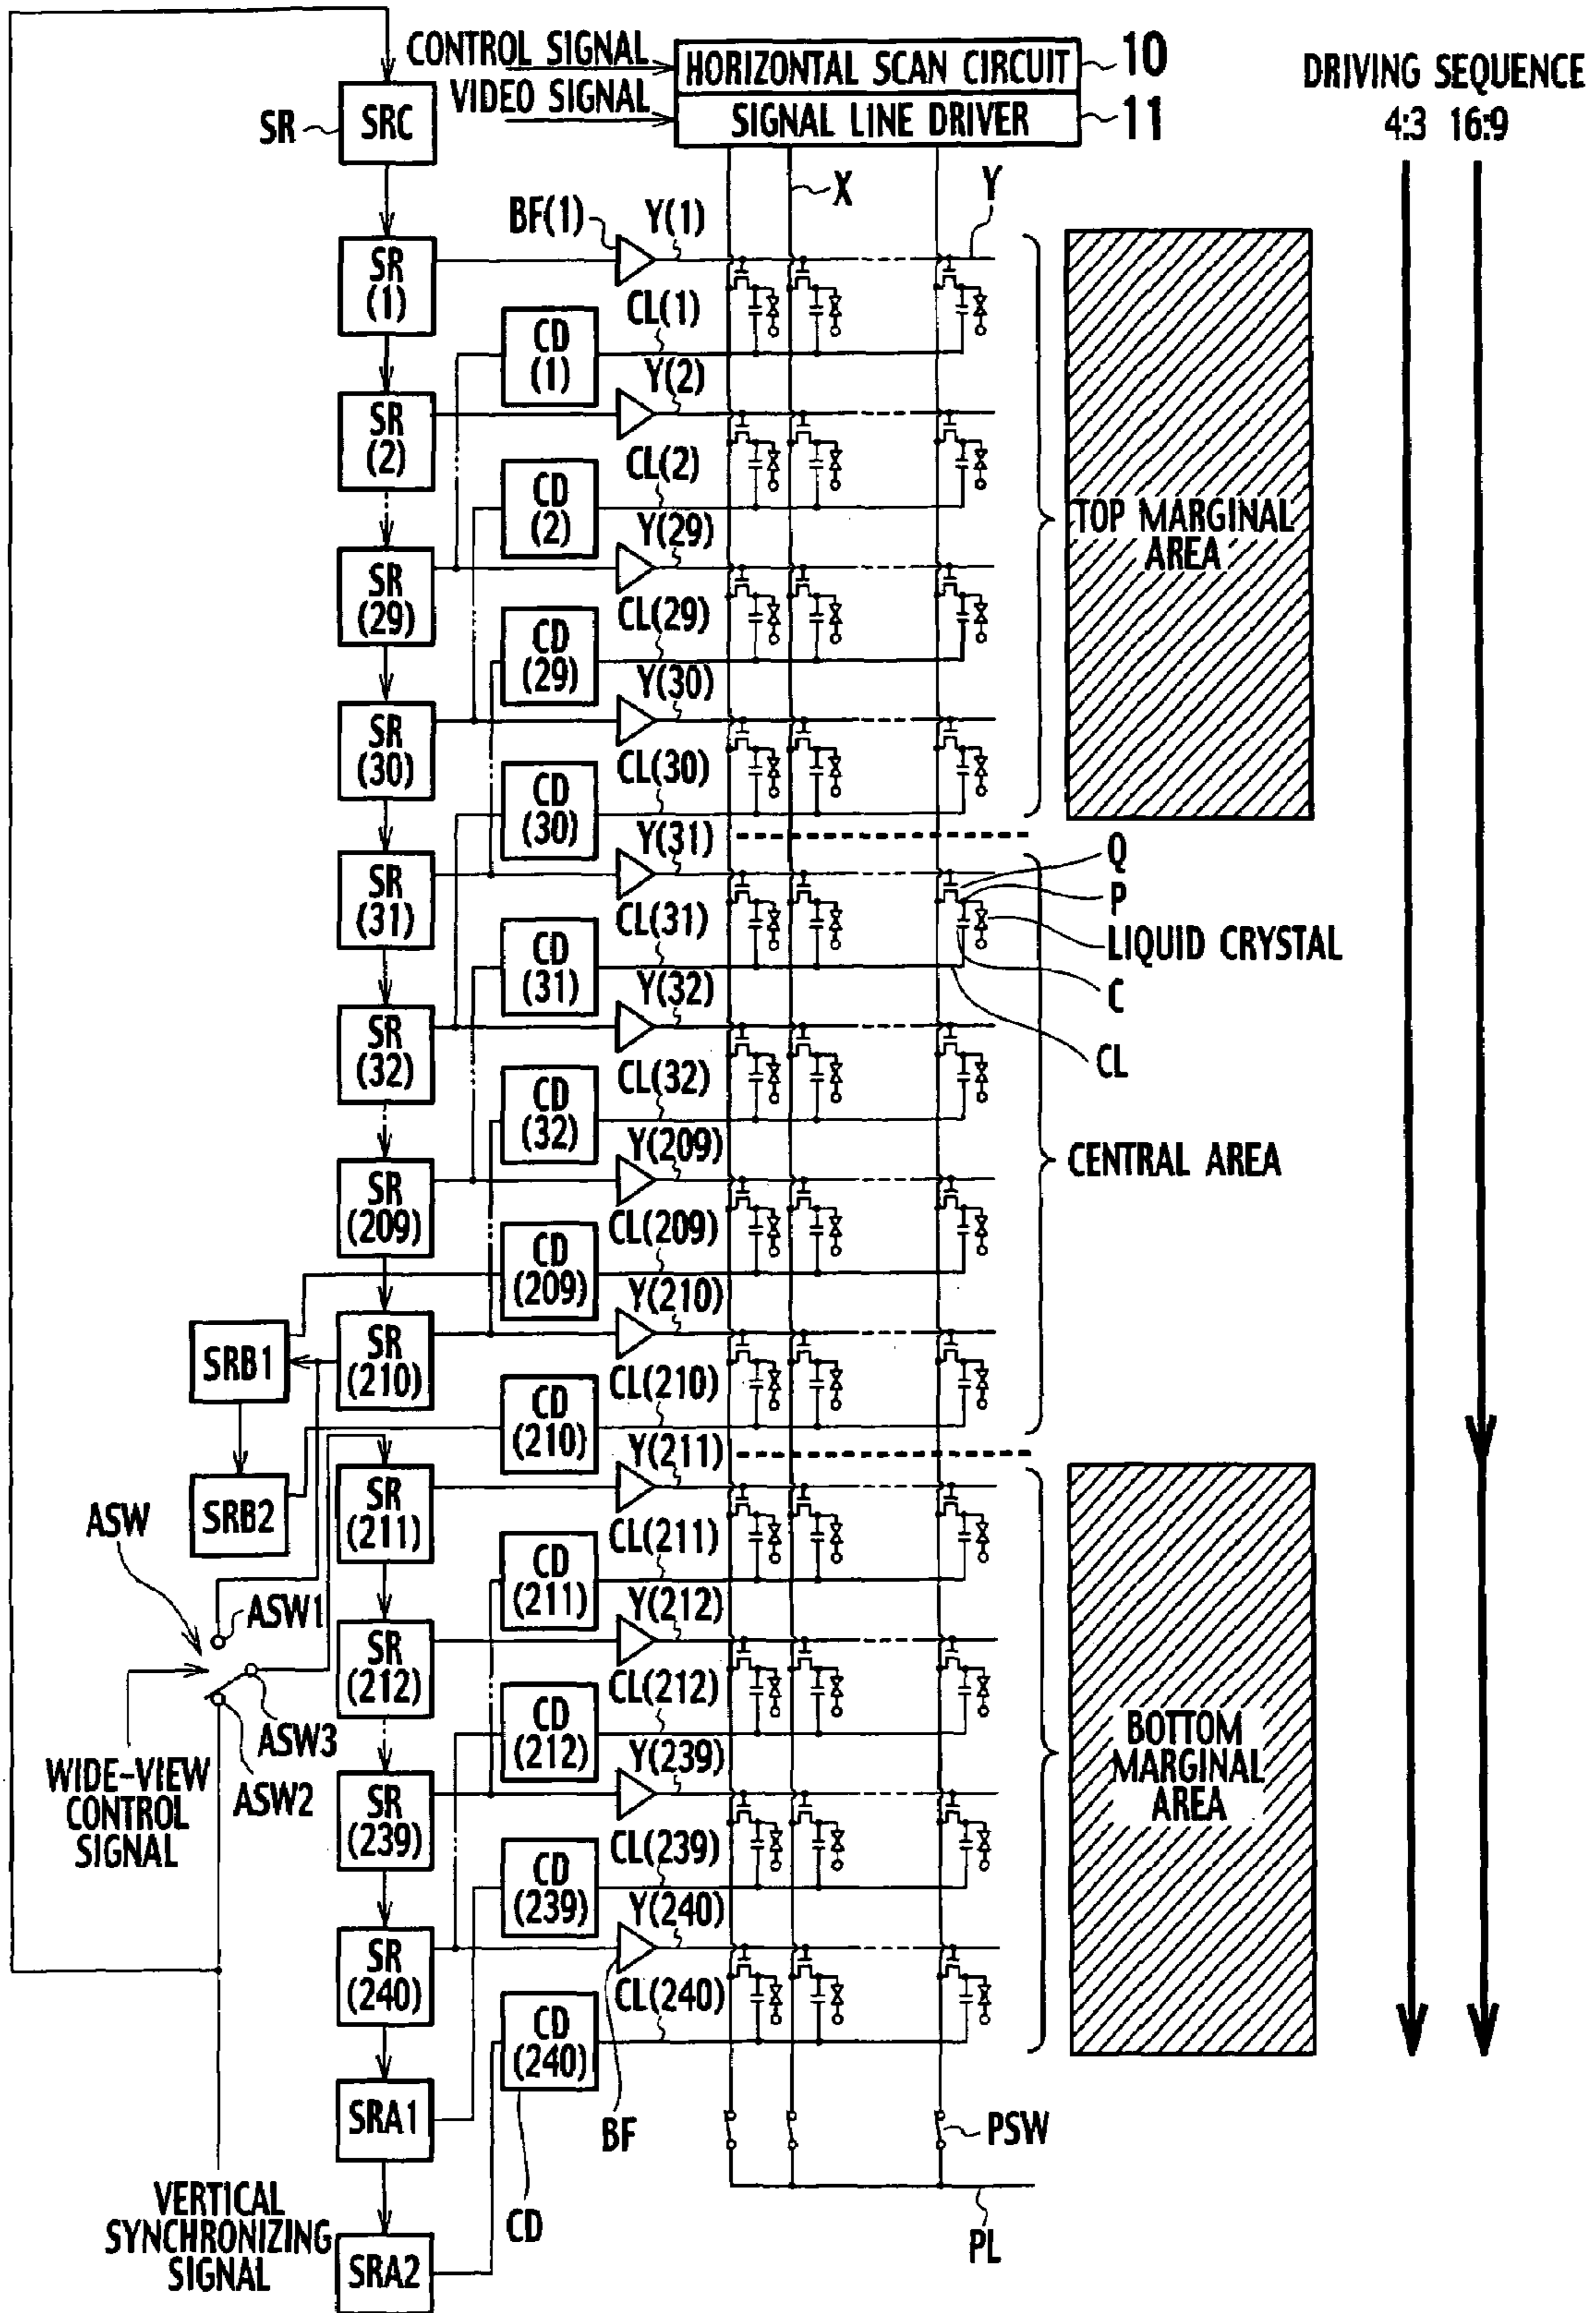 CONTROL SIGNAL
VIDEO SIGNAL
HORIZONTAL SCAN CIRCUIT
10
SIGNAL LINE DRIVER
11
DRIVING SEQUENCE
4:3 16:9
SR
SRC
X
Y
BF(1)
Y(1)
SR
(1)
CL(1)
CD
(1)
Y(2)
SR
(2)
CL(2)
CD
(2)
Y(29)
TOP MARGINAL
AREA
SR
(29)
CL(29)
CD
(29)
Y(30)
SR
(30)
CL(30)
CD
(30)
Y(31)
Q
P
SR
(31)
LIQUID CRYSTAL
CL(31)
CD
(31)
C
Y(32)
SR
(32)
CL
CL(32)
CD
(32)
Y(209)
CENTRAL AREA
SR
(209)
CL(209)
CD
(209)
Y(210)
SRB1
SR
(210)
CL(210)
CD
(210)
Y(211)
SRB2
SR
(211)
ASW
CL(211)
CD
(211)
ASW1
Y(212)
SR
(212)
CL(212)
CD
(212)
ASW3
BOTTOM
MARGINAL
AREA
WIDE-VIEW
CONTROL
SIGNAL
ASW2
Y(239)
SR
(239)
CL(239)
CD
(239)
Y(240)
SR
(240)
CL(240)
CD
(240)
SRA1
BF
PSW
VERTICAL
SYNCHRONIZING
SIGNAL
CD
PL
SRA2